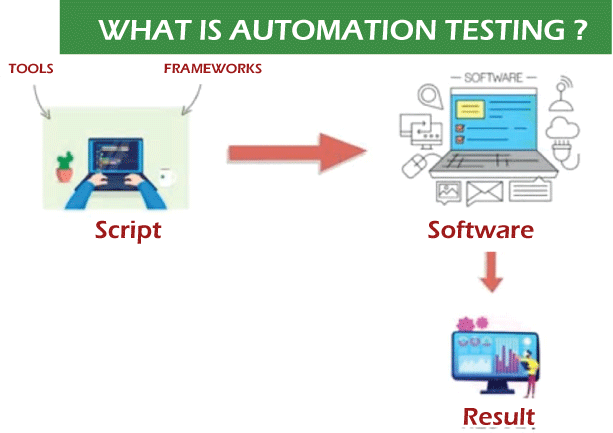 WHAT IS AUTOMATION TESTING ?
TOOLS
FRAMEWORKS
SOFTWARE
Script
Software
Result